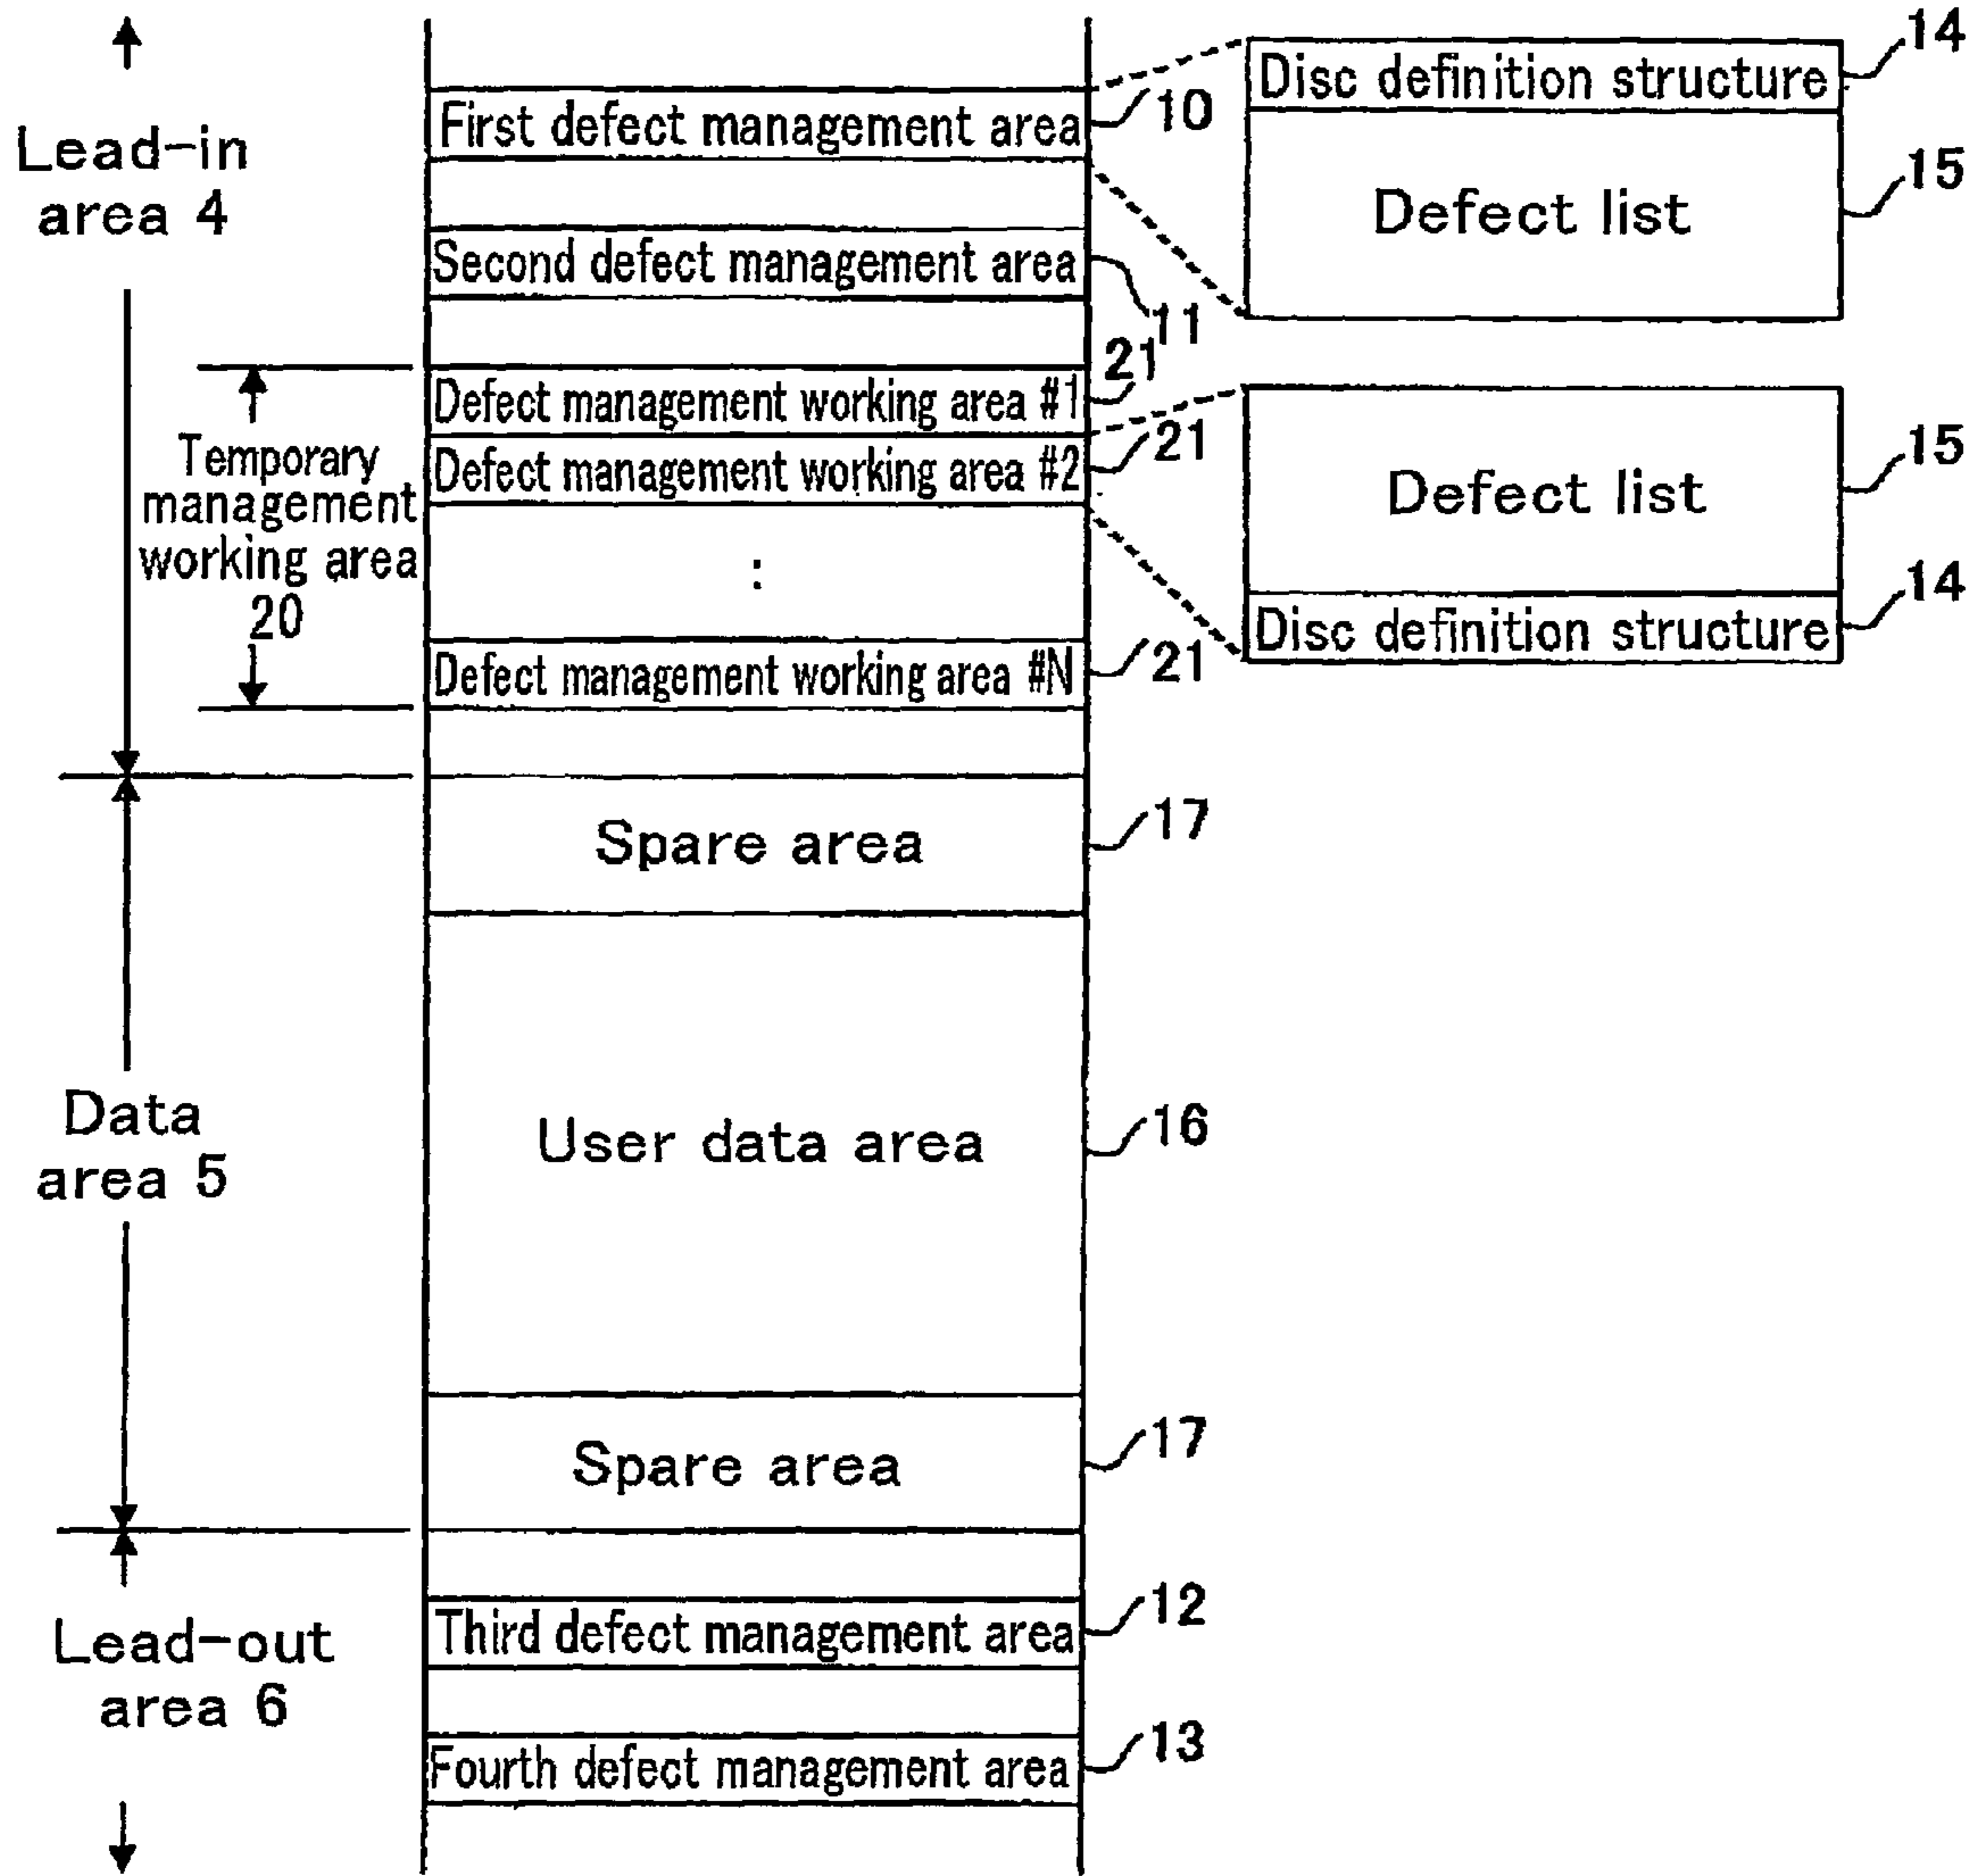 Lead-in
area 4
Temporary
management
working area
20
Data
area 5
Lead-out
area 6
First defect management area
10
Second defect management area
11
Defect management working area #1
21
Defect management working area #2
21
:
Defect management working area #N
21
Spare area
17
User data area
16
Spare area
17
Third defect management area
12
Fourth defect management area
13
Disc definition structure
14
Defect list
15
Defect list
15
Disc definition structure
14